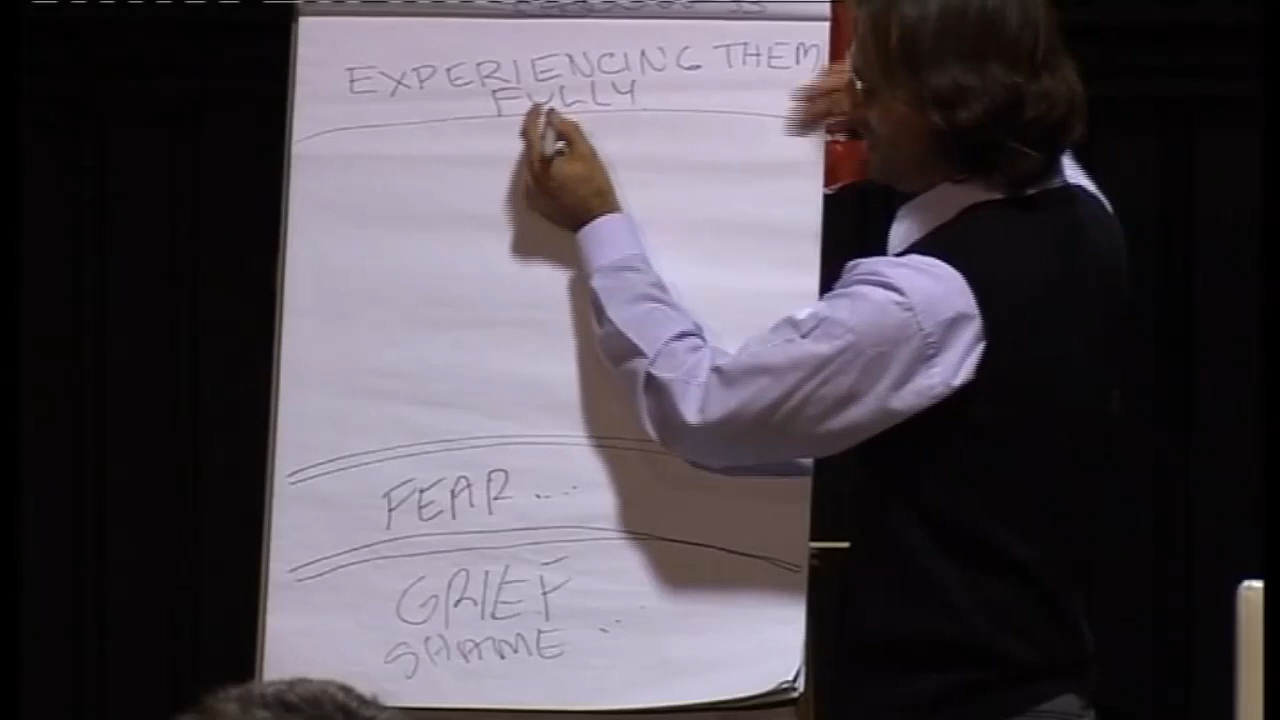 EXPERIENCING THEM
FULLY
FEAR...
GRIEF
SHAME...